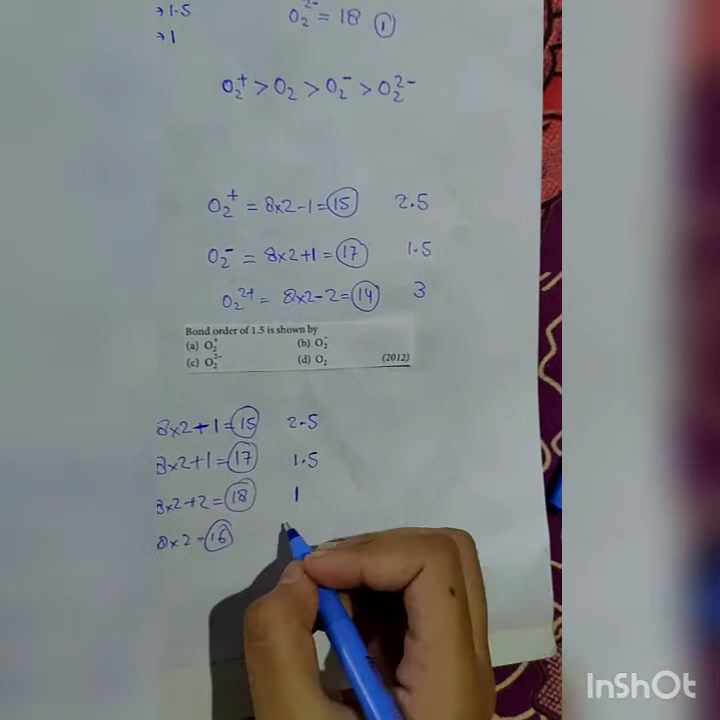 → 1.5
O₂²⁻ = 18 ①
→ 1
O₂⁺ > O₂ > O₂⁻ > O₂²⁻
O₂⁺ = 8×2-1 = 15 2.5
O₂⁻ = 8×2+1 = 17 1.5
O₂²⁺ = 8×2-2 = 14 3
Bond order of 1.5 is shown by
(a) O₂⁺ (b) O₂⁻
(c) O₂²⁻ (d) O₂ (2012)
8×2+1 = 15 2.5
8×2+1 = 17 1.5
8×2+2 = 18 1
8×2 = 16
InShOt